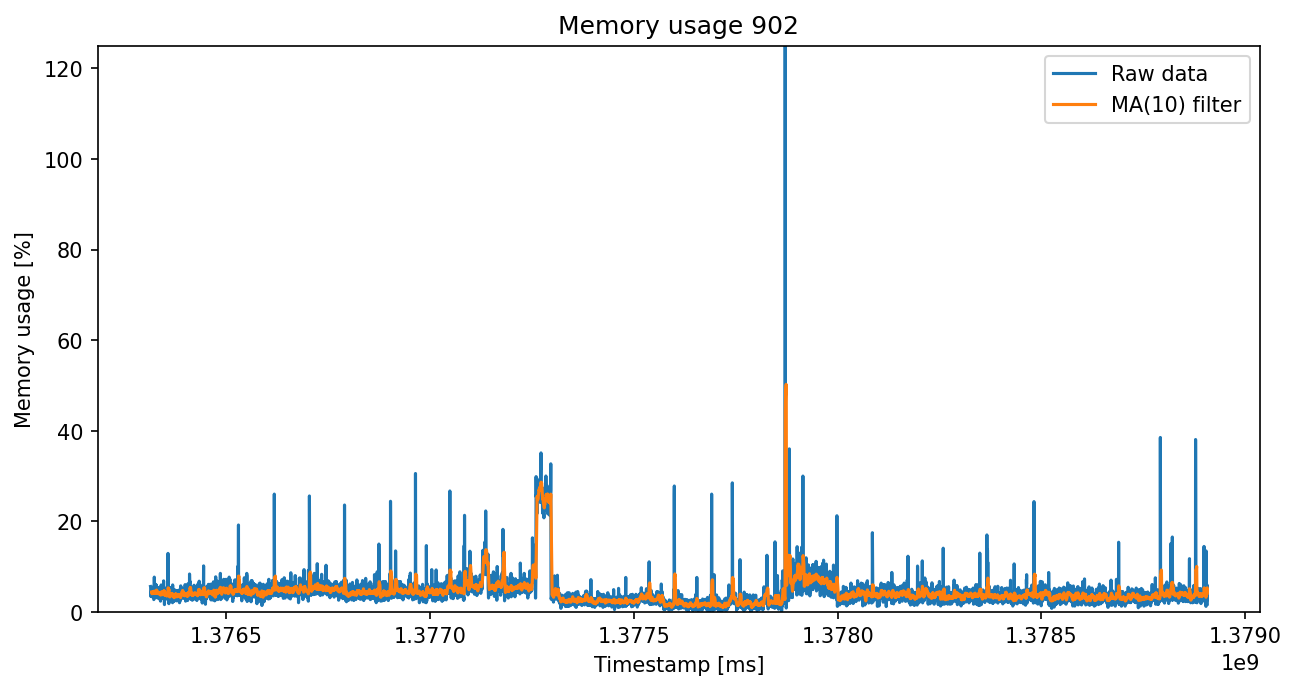 Memory usage 902
Raw data
MA(10) filter
Memory usage [%]
120
100
80
60
40
20
0
1.3765 1.3770 1.3775 1.3780 1.3785 1.3790
1e9
Timestamp [ms]